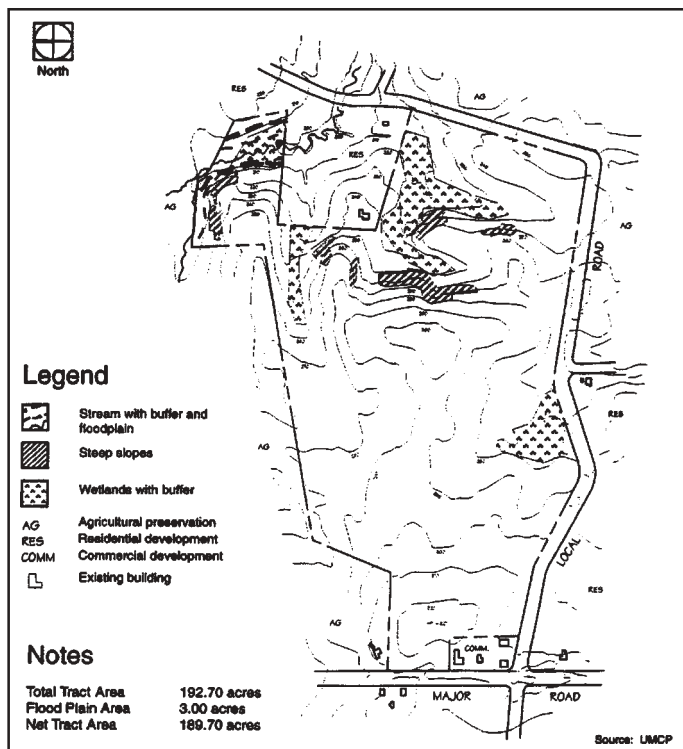 North
RES
AG
RES
AG
AG
ROAD
Legend
Stream with buffer and
floodplain
Steep slopes
Wetlands with buffer
AG Agricultural preservation
RES Residential development
COMM Commercial development
Existing building
AG
RES
LOCAL
RES
AG
COMM.
MAJOR ROAD
Notes
Total Tract Area 192.70 acres
Flood Plain Area 3.00 acres
Net Tract Area 189.70 acres
Source: UMCP